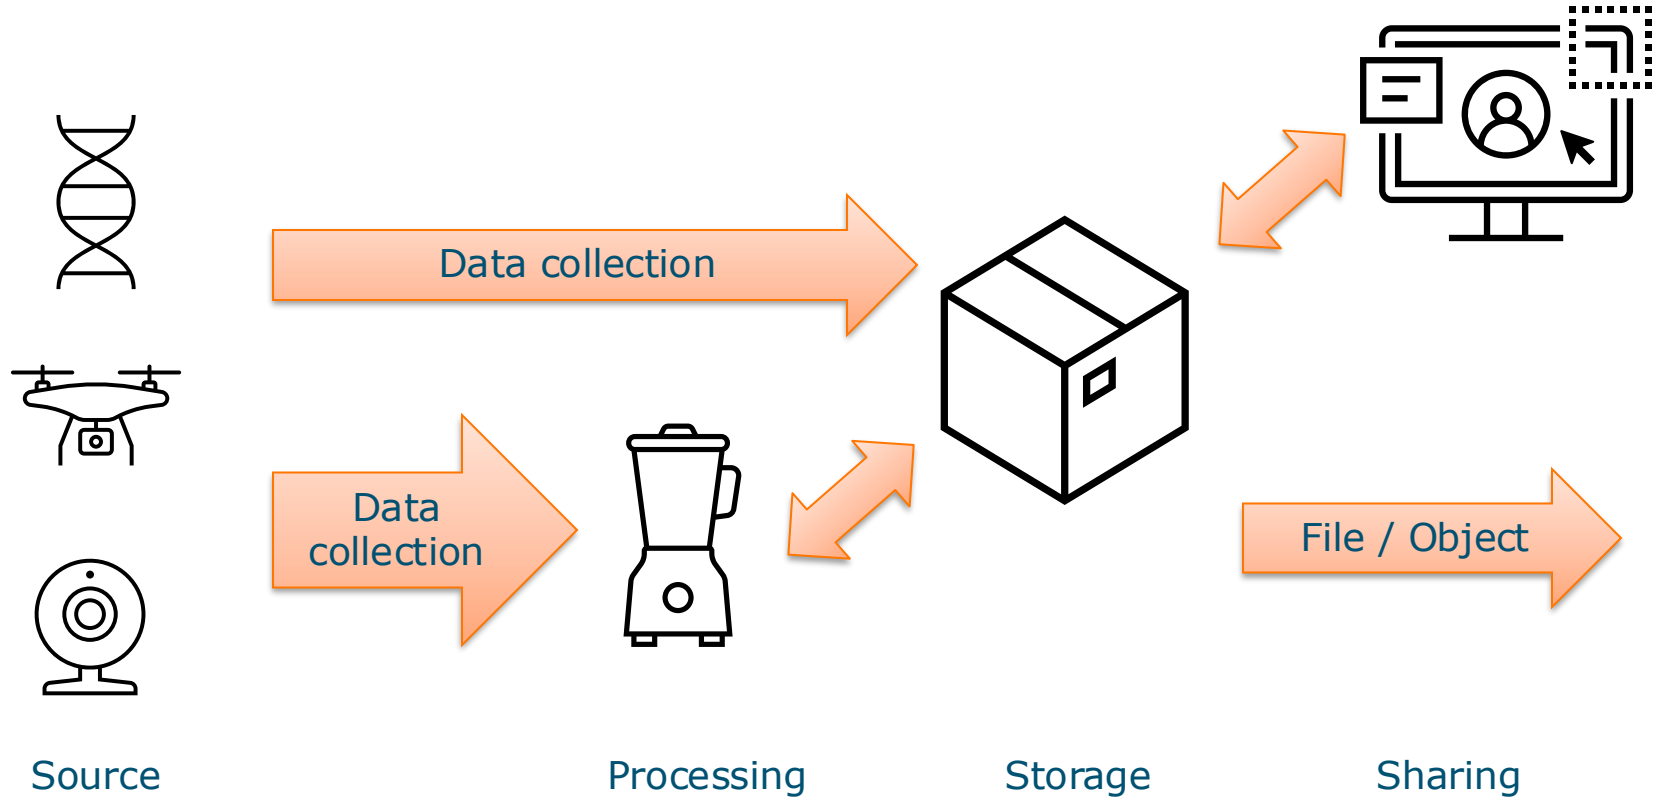 Data collection
Data
collection
File / Object
Source
Processing
Storage
Sharing